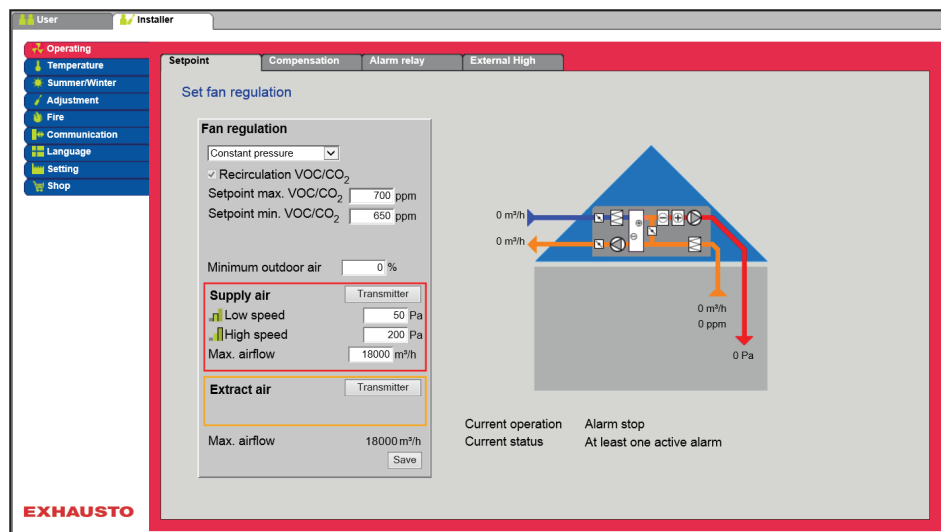 User
Installer
Operating
Temperature
Summer/Winter
Adjustment
Fire
Communication
Language
Setting
Shop
Setpoint
Compensation
Alarm relay
External High
Set fan regulation
Fan regulation
Constant pressure
Recirculation VOC/CO2
Setpoint max. VOC/CO2 700 ppm
Setpoint min. VOC/CO2 650 ppm
Minimum outdoor air 0 %
Supply air Transmitter
Low speed 50 Pa
High speed 200 Pa
Max. airflow 18000 m³/h
Extract air Transmitter
Max. airflow 18000 m³/h
Save
0 m³/h
0 m³/h
0 m³/h
0 ppm
0 Pa
Current operation Alarm stop
Current status At least one active alarm
EXHAUSTO